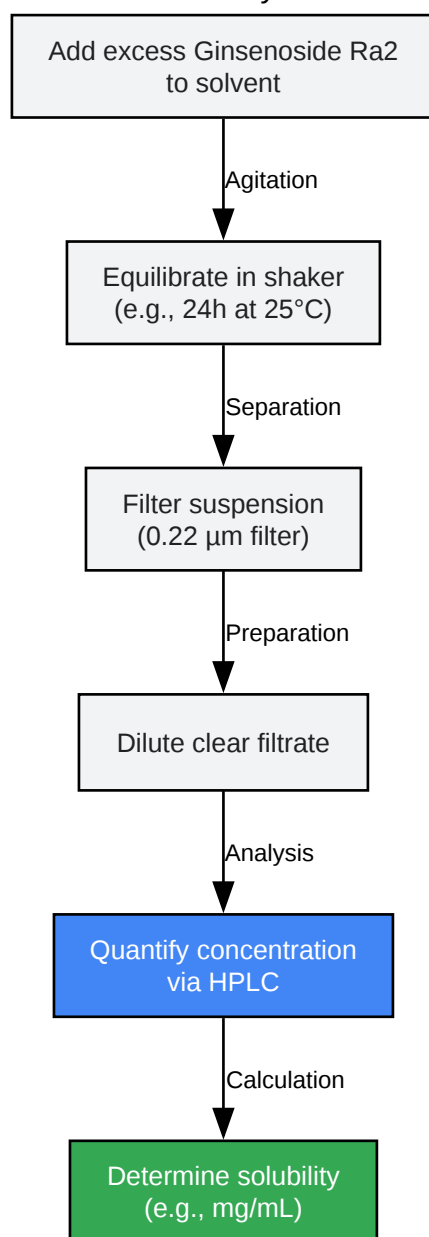 Add excess Ginsenoside Ra2
to solvent
Agitation
Equilibrate in shaker
(e.g., 24h at 25°C)
Separation
Filter suspension
(0.22 µm filter)
Preparation
Dilute clear filtrate
Analysis
Quantify concentration
via HPLC
Calculation
Determine solubility
(e.g., mg/mL)